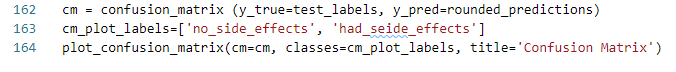 162 cm = confusion_matrix (y_true=test_labels, y_pred=rounded_predictions)
163 cm_plot_labels=['no_side_effects', 'had_seide_effects']
164 plot_confusion_matrix(cm=cm, classes=cm_plot_labels, title='Confusion Matrix')